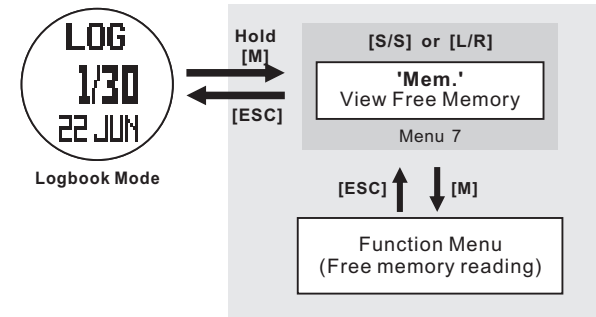 LOG
1/30
22 JUN
Logbook Mode
Hold
[M]
[ESC]
[S/S] or [L/R]
'Mem.'
View Free Memory
Menu 7
[ESC]
[M]
Function Menu
(Free memory reading)